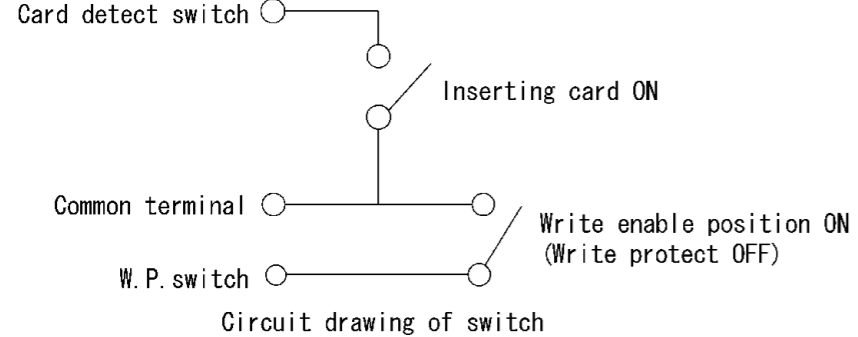 Card detect switch
Inserting card ON
Common terminal
Write enable position ON
(Write protect OFF)
W.P.switch
Circuit drawing of switch